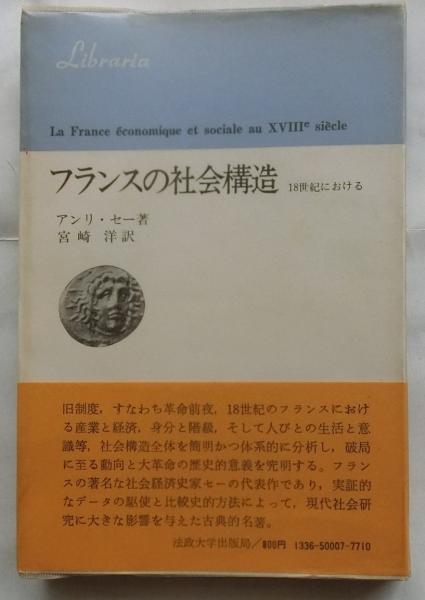 Libraria
La France économique et sociale au XVIIIe siècle
フランスの社会構造 18世紀における
アンリ・セー著
宮崎 洋訳
旧制度，すなわち革命前夜，18世紀のフランスにおけ
る産業と経済，身分と階級，そして人びとの生活と意
識等，社会構造全体を簡明かつ体系的に分析し，破局
に至る動向と大革命の歴史的意義を究明する。フラン
スの著名な社会経済史家セーの代表作であり，実証的
なデータの駆使と比較史的方法によって，現代社会研
究に大きな影響を与えた古典的名著。
法政大学出版局／800円 1336-50007-7710